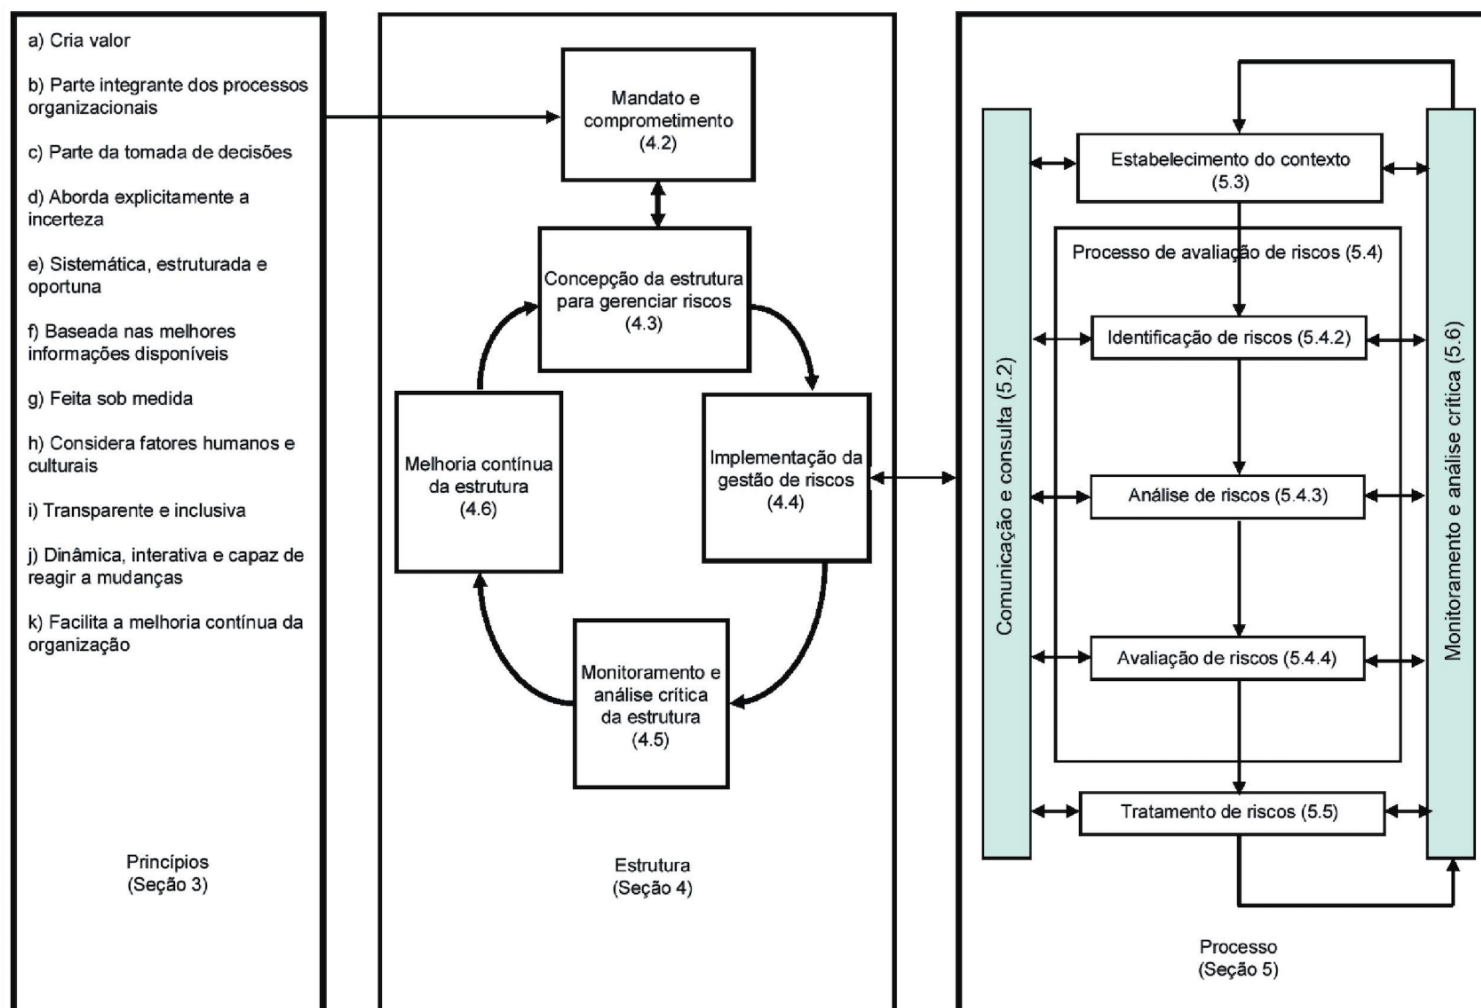 a) Cria valor
b) Parte integrante dos processos
organizacionais
c) Parte da tomada de decisões
d) Aborda explicitamente a
incerteza
e) Sistemática, estruturada e
oportuna
f) Baseada nas melhores
informações disponíveis
g) Feita sob medida
h) Considera fatores humanos e
culturais
i) Transparente e inclusiva
j) Dinâmica, interativa e capaz de
reagir a mudanças
k) Facilita a melhoria contínua da
organização
Princípios
(Seção 3)
Mandato e
comprometimento
(4.2)
Concepção da estrutura
para gerenciar riscos
(4.3)
Implementação da
gestão de riscos
(4.4)
Monitoramento e
análise crítica
da estrutura
(4.5)
Melhoria contínua
da estrutura
(4.6)
Estrutura
(Seção 4)
Comunicação e consulta (5.2)
Estabelecimento do contexto
(5.3)
Processo de avaliação de riscos (5.4)
Identificação de riscos (5.4.2)
Análise de riscos (5.4.3)
Avaliação de riscos (5.4.4)
Tratamento de riscos (5.5)
Monitoramento e análise crítica (5.6)
Processo
(Seção 5)